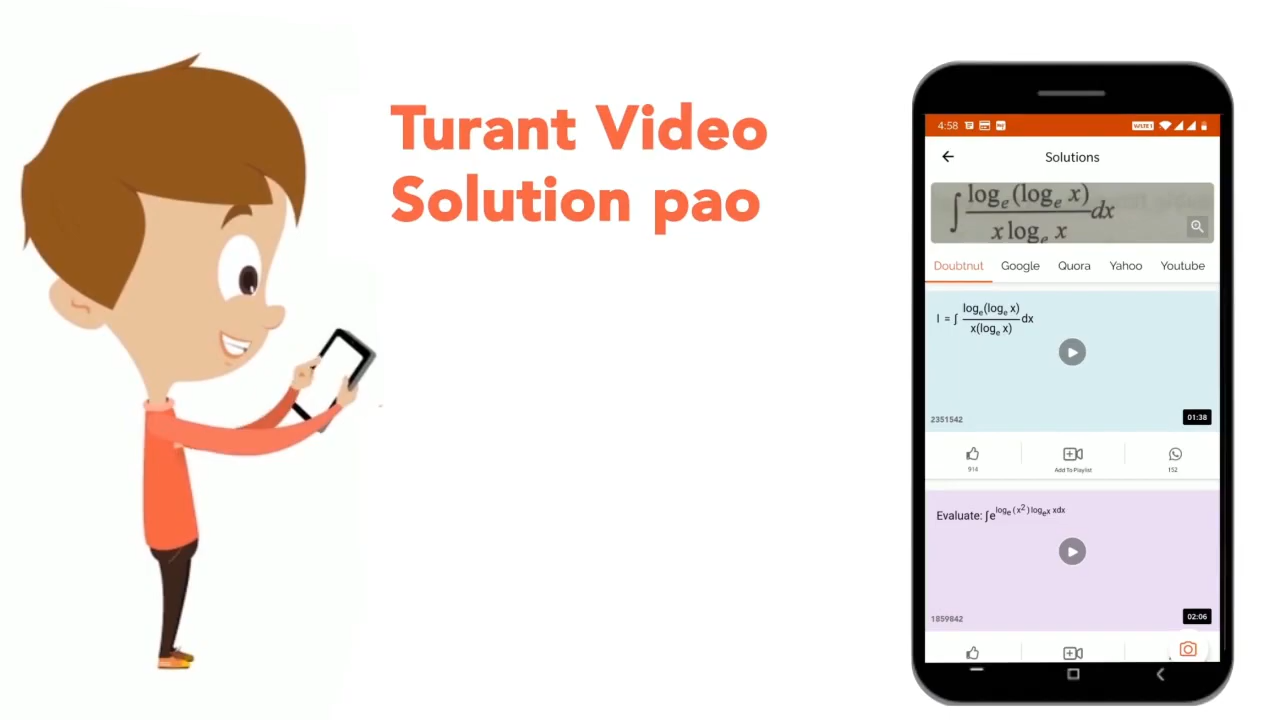 Turant Video
Solution pao
4:58
Solutions
∫ logₑ(logₑ x) / x logₑ x dx
Doubtnut Google Quora Yahoo Youtube
I = ∫ logₑ(logₑ x) / x(logₑ x) dx
2351542 01:38
914 Add To Playlist 152
Evaluate: ∫e^logₑ(x²)logₑx xdx
1859842 02:06